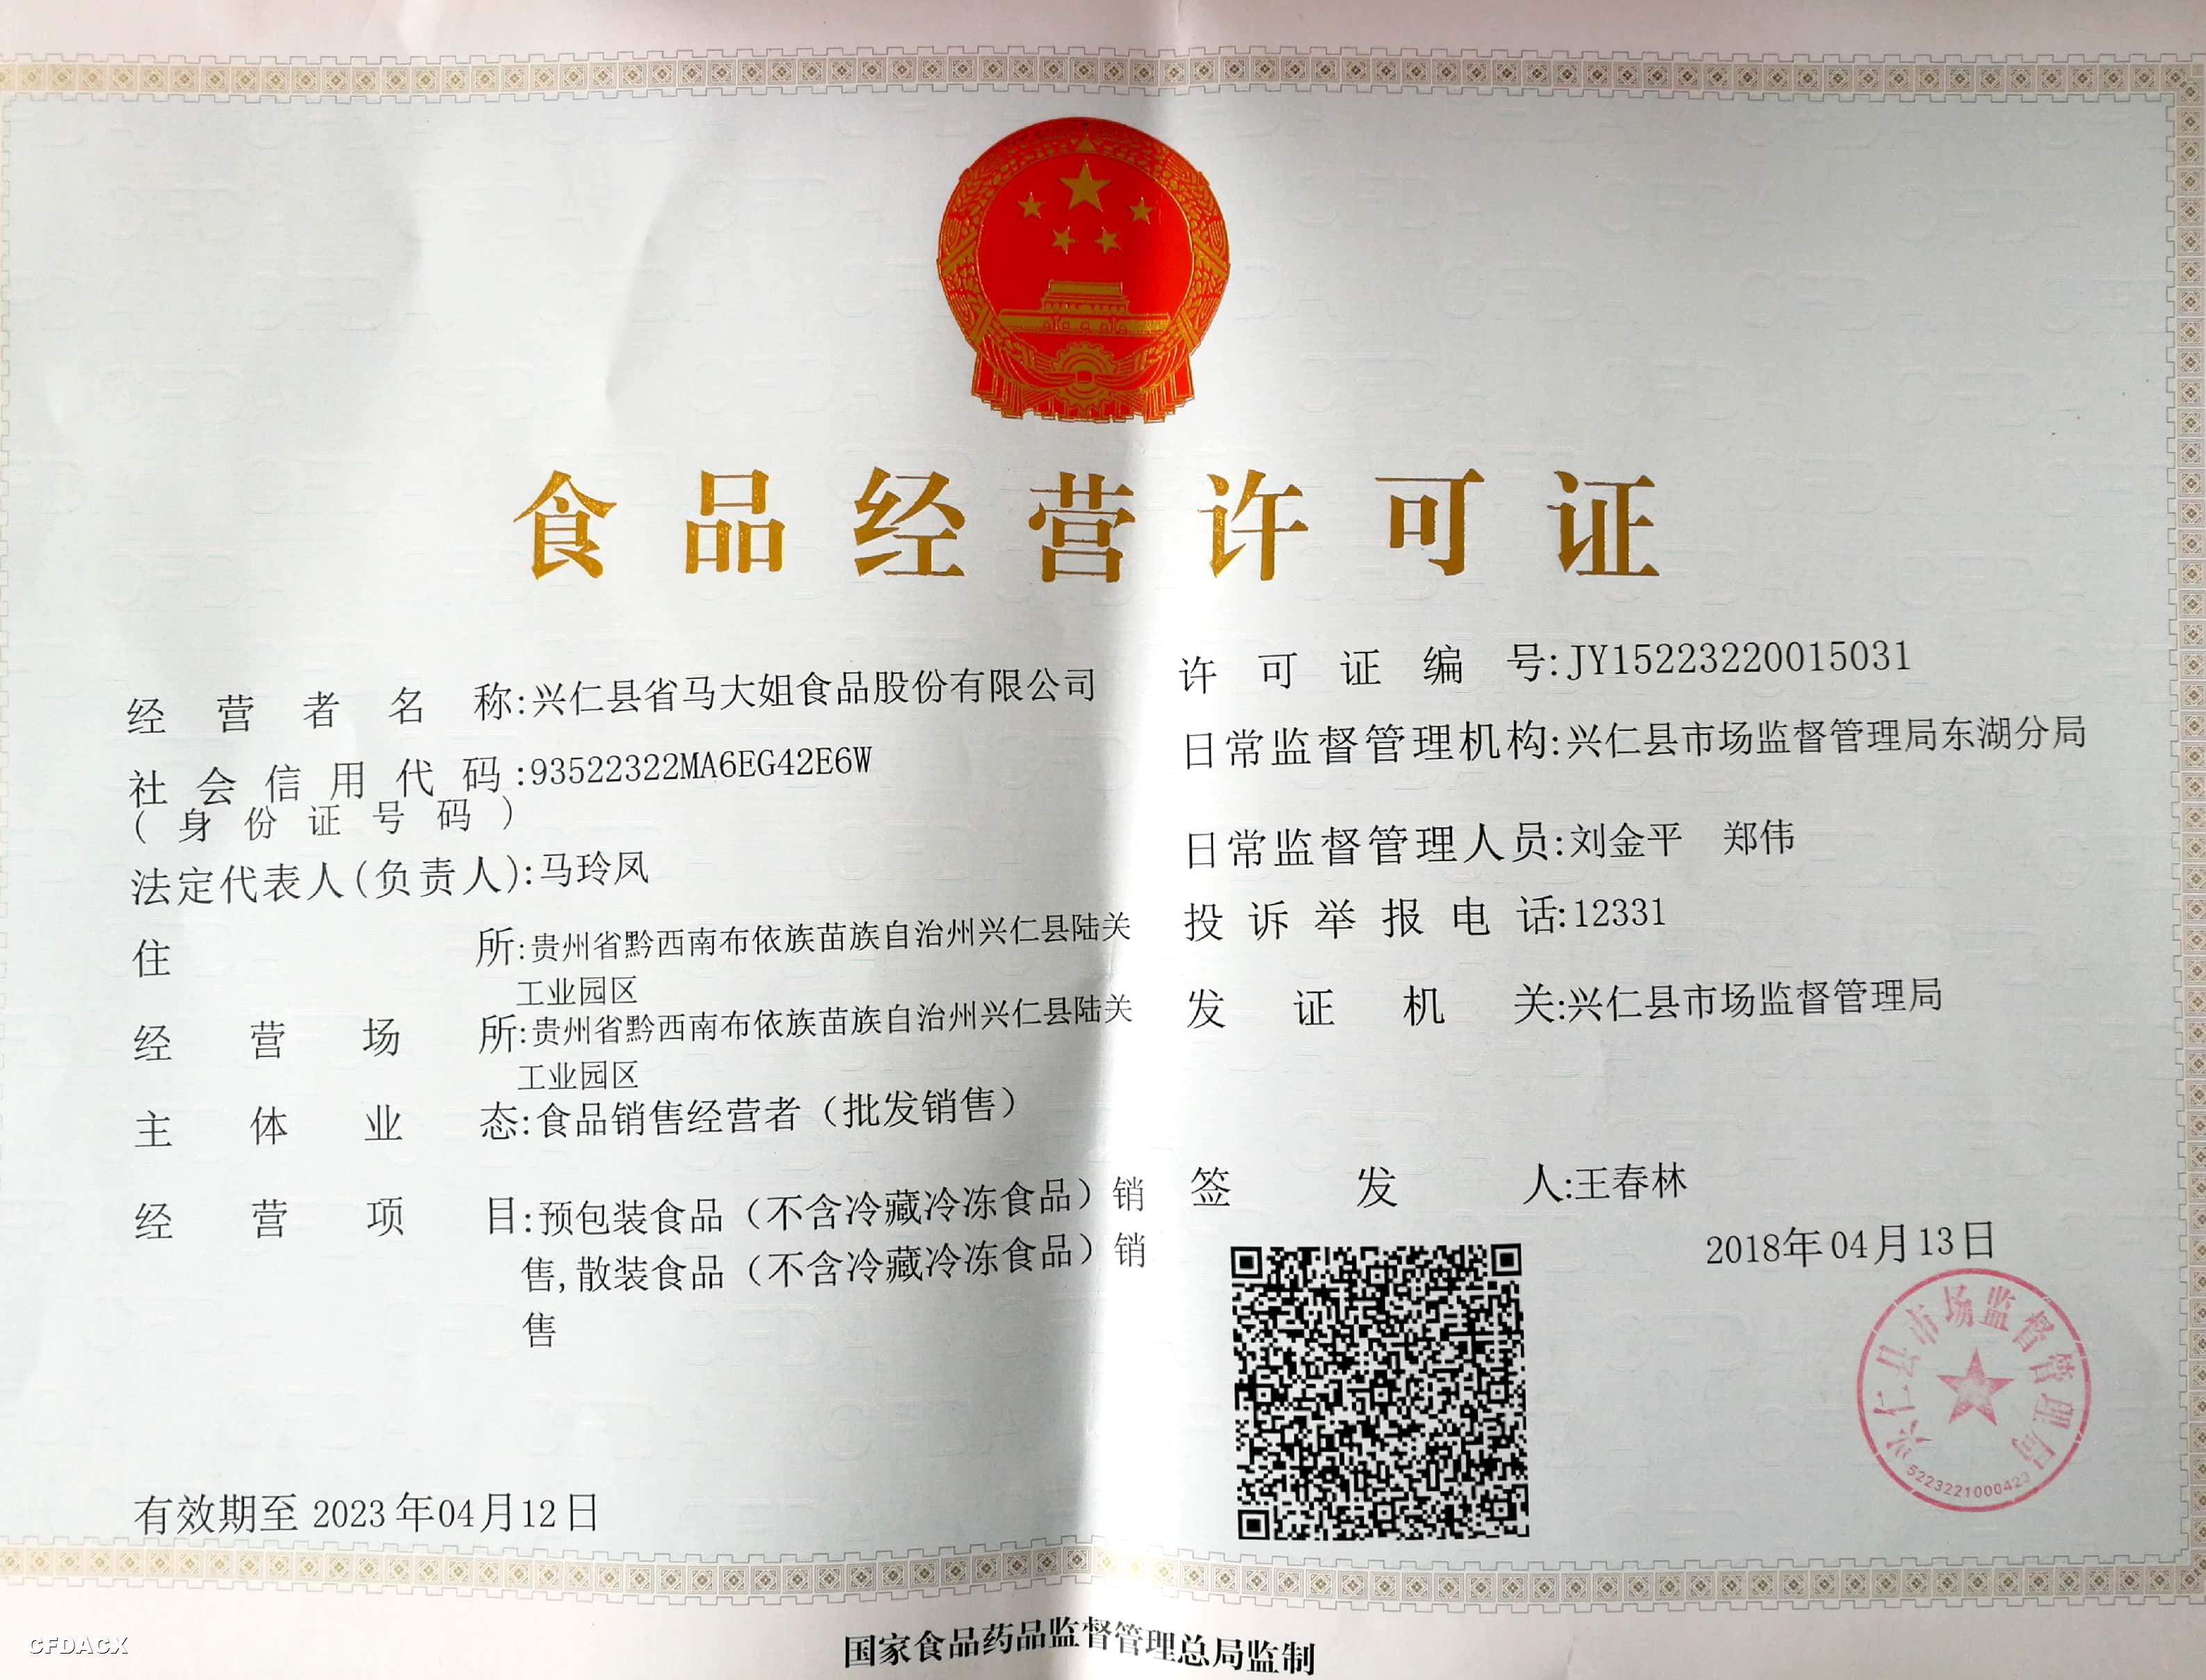 食品经营许可证
经营者名称:兴仁县省马大姐食品股份有限公司
社会信用代码:93522322MA6EG42E6W
(身份证号码)
法定代表人(负责人):马玲凤
住所:贵州省黔西南布依族苗族自治州兴仁县陆关
工业园区
经营场所:贵州省黔西南布依族苗族自治州兴仁县陆关
工业园区
主体业态:食品销售经营者（批发销售）
经营项目:预包装食品（不含冷藏冷冻食品）销
售,散装食品（不含冷藏冷冻食品）销
售
有效期至 2023年04月12日
许可证编号:JY15223220015031
日常监督管理机构:兴仁县市场监督管理局东湖分局
日常监督管理人员:刘金平 郑伟
投诉举报电话:12331
发证机关:兴仁县市场监督管理局
签发人:王春林
2018年04月13日
兴仁县市场监督管理局
5223221000423
国家食品药品监督管理总局监制
CFDACX